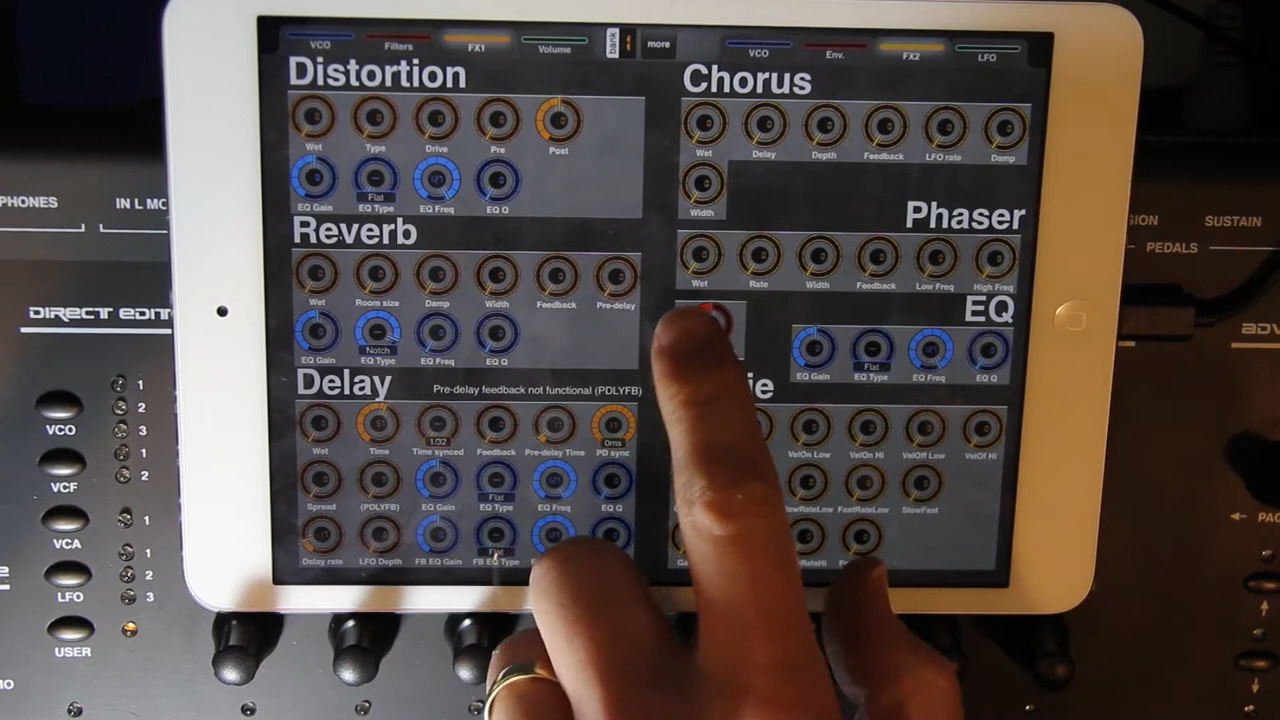 VCO Filters FX1 Volume bank more VCO Env. FX2 LFO
Distortion
Wet Type Drive Pre Post
Flat
EQ Gain EQ Type EQ Freq EQ Q
Reverb
Wet Room size Damp Width Feedback Pre-delay
Notch
EQ Gain EQ Type EQ Freq EQ Q
Delay
Pre-delay feedback not functional (PDLYFB)
1/32 0ms
Wet Time Time synced Feedback Pre-delay Time PD sync
Flat
Spread (PDLYFB) EQ Gain EQ Type EQ Freq EQ Q
Flat
Delay rate LFO Depth FB EQ Gain FB EQ Type
Chorus
Wet Delay Depth Feedback LFO rate Damp
Width
Phaser
Wet Rate Width Feedback Low Freq High Freq
EQ
Flat
EQ Gain EQ Type EQ Freq EQ Q
VelOn Low VelOn Hi VelOff Low VelOf Hi
FastRateLow SlowFast
PHONES
IN L
DIRECT
VCO
1
2
3
VCF
1
2
VCA
1
LFO
1
2
3
USER
SUSTAIN
PEDALS